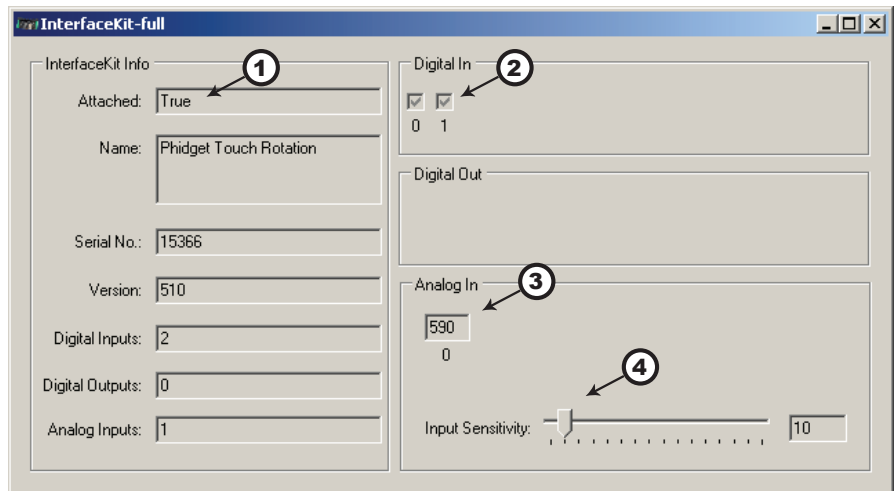 InterfaceKit-full
InterfaceKit Info
1
Attached: True
Name: Phidget Touch Rotation
Serial No.: 15366
Version: 510
Digital Inputs: 2
Digital Outputs: 0
Analog Inputs: 1
Digital In
2
0 1
Digital Out
Analog In
3
590
0
4
Input Sensitivity: 10